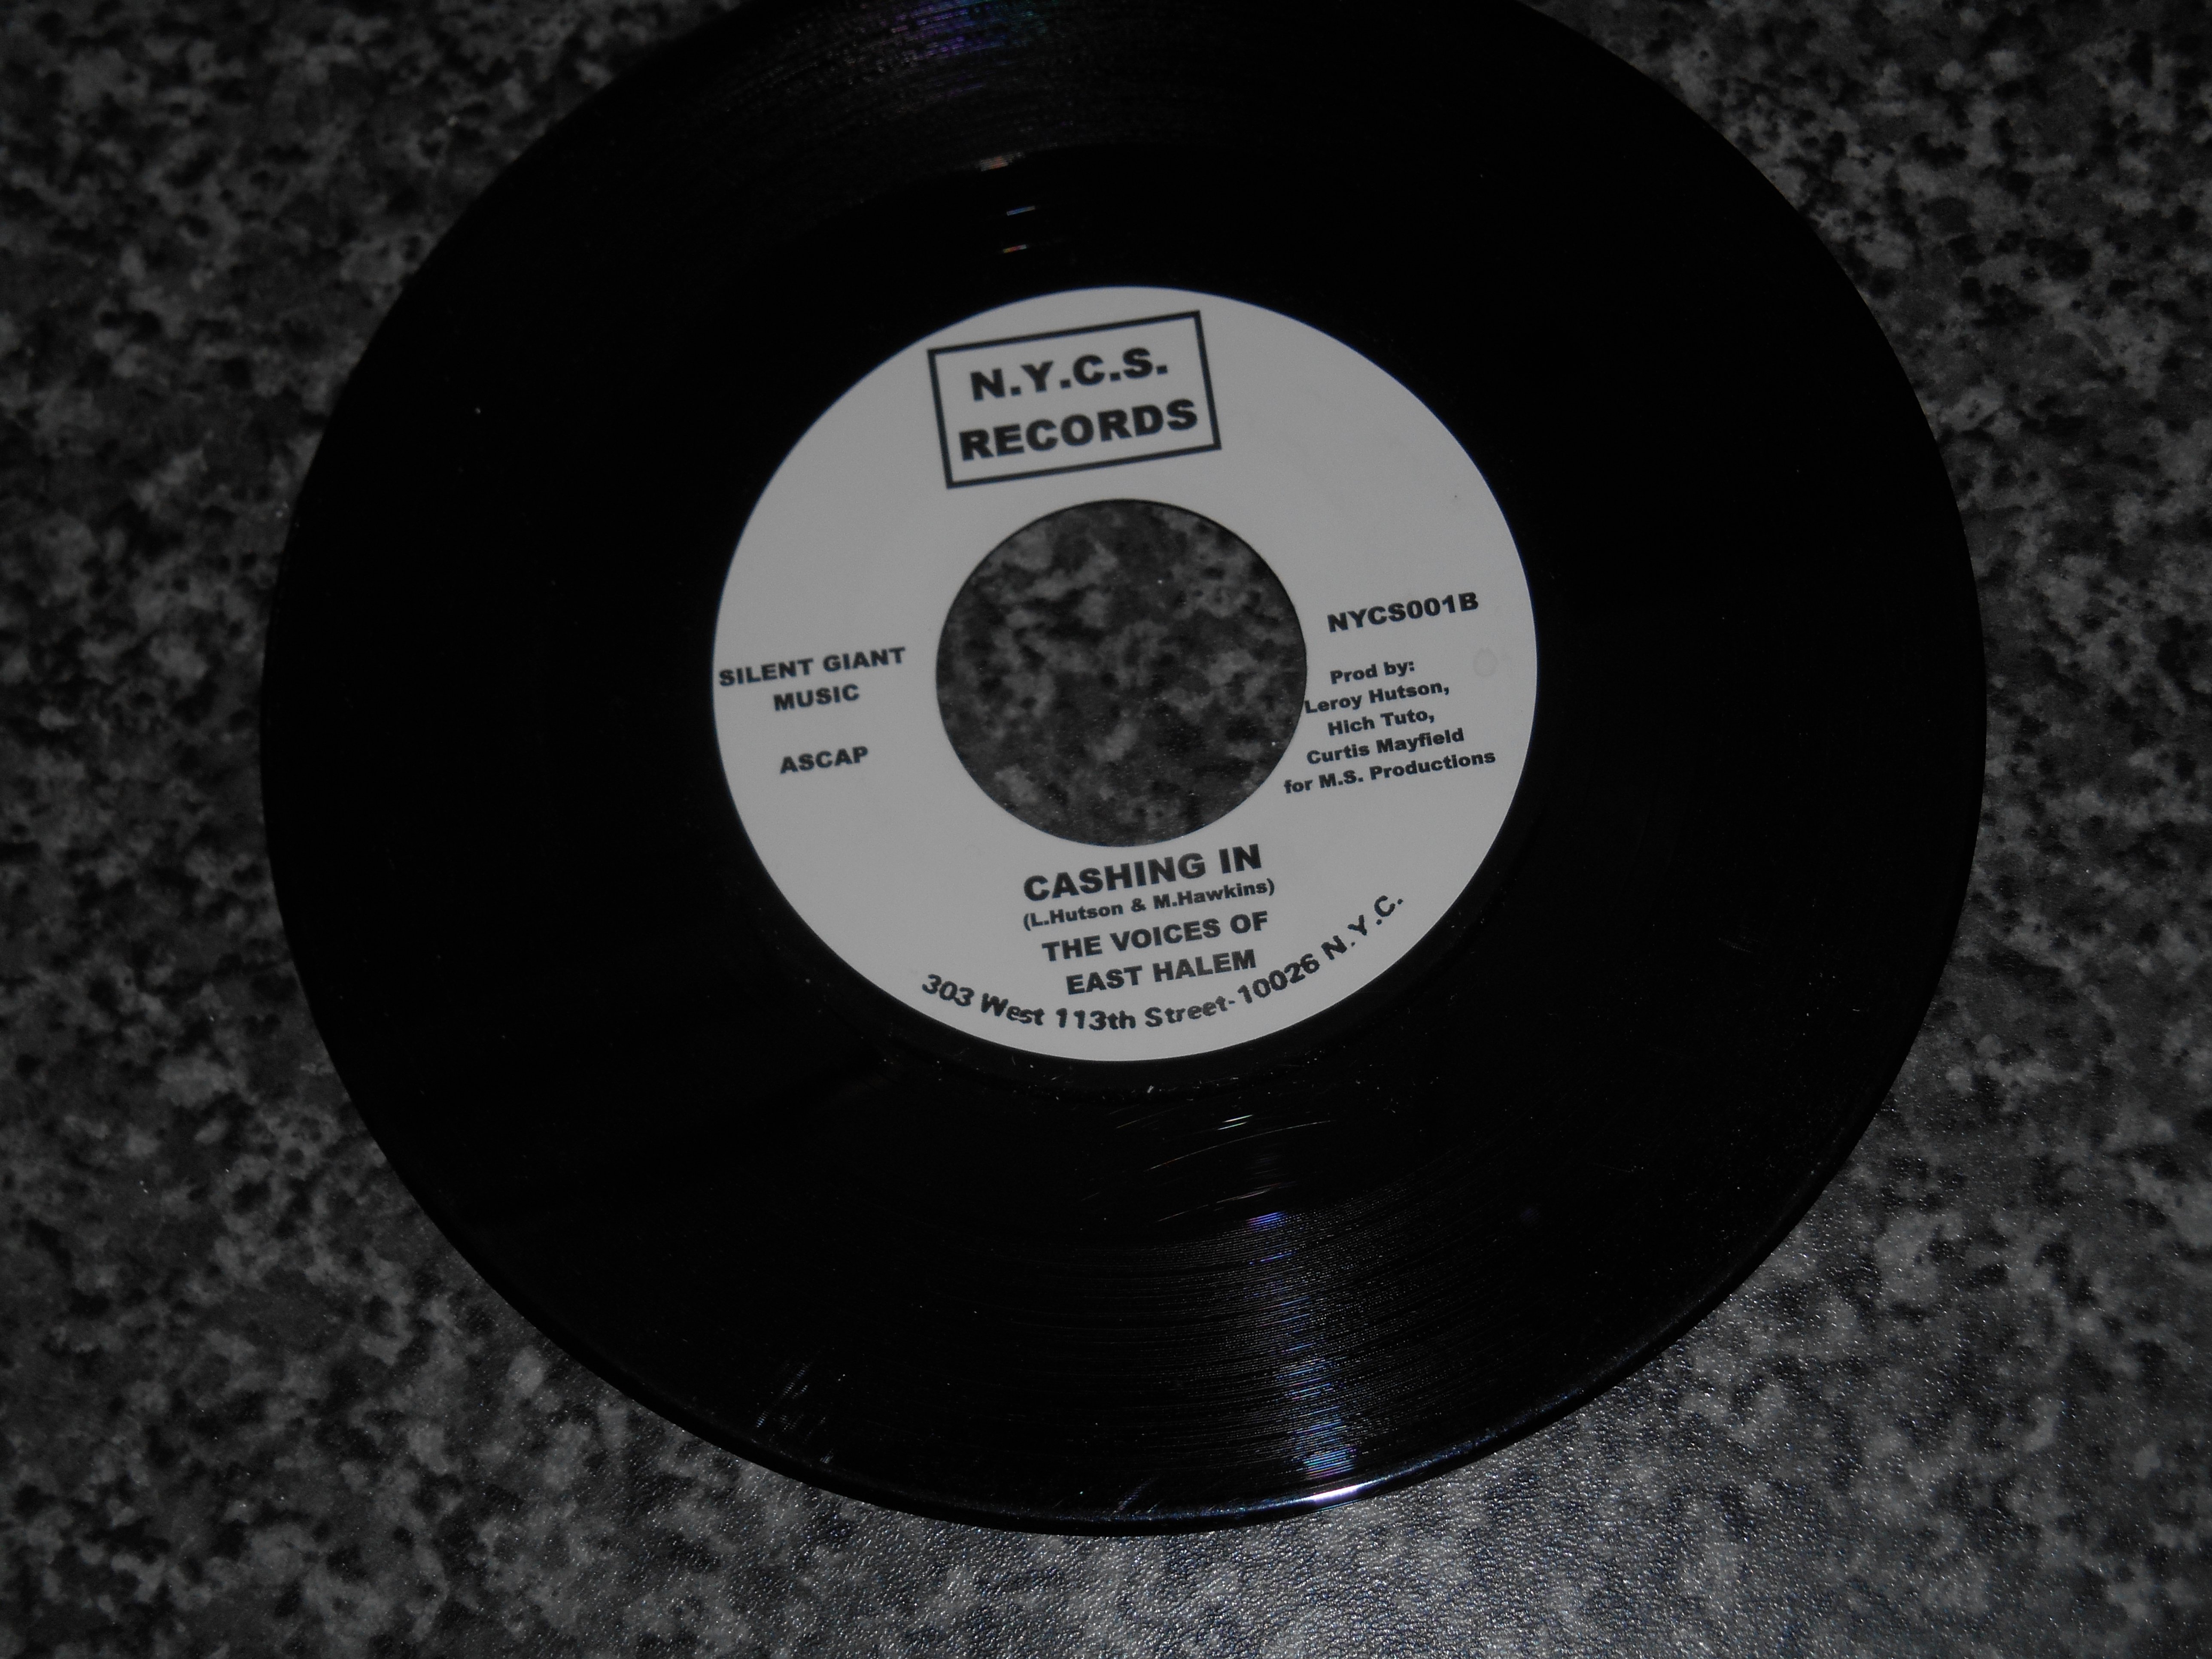 N.Y.C.S.
RECORDS
NYCS001B
SILENT GIANT
MUSIC
ASCAP
Prod by:
Leroy Hutson,
Hich Tuto,
Curtis Mayfield
for M.S. Productions
CASHING IN
(L.Hutson & M.Hawkins)
THE VOICES OF
EAST HALEM
303 West 113th Street-10026 N.Y.C.